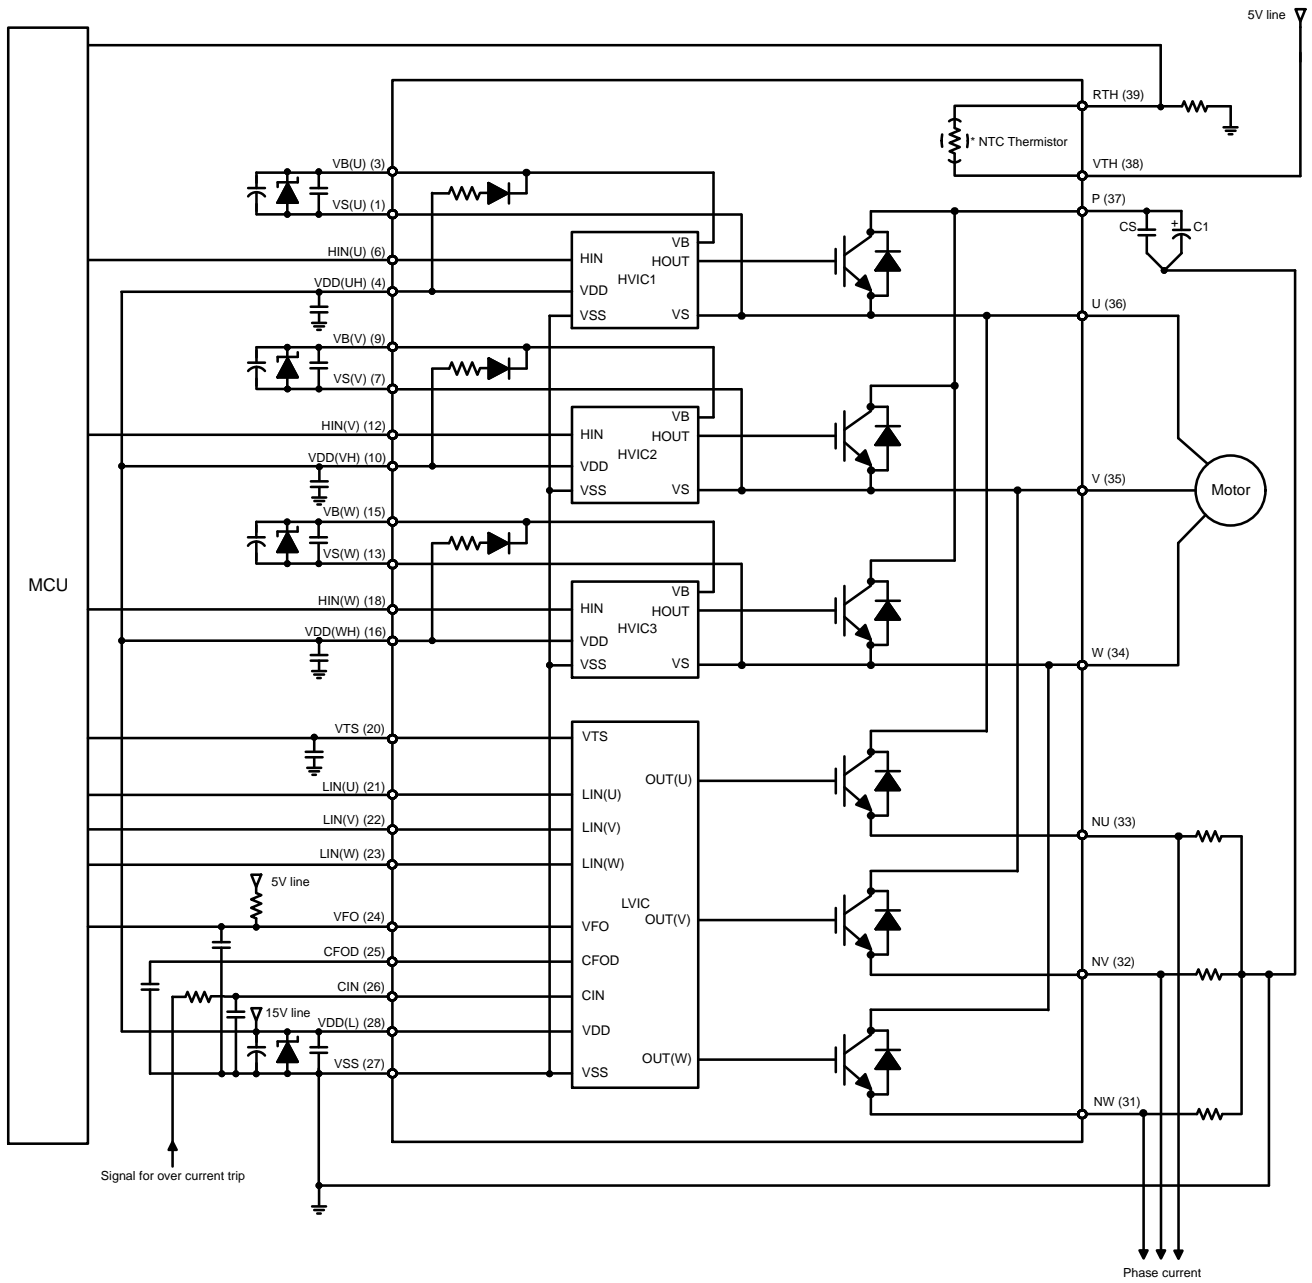 5V line
RTH (39)
* NTC Thermistor
VB(U) (3)
VTH (38)
VS(U) (1)
P (37)
CS
+
C1
VB
HIN(U) (6)
HIN
HOUT
HVIC1
VDD(UH) (4)
VDD
U (36)
VSS
VS
VB(V) (9)
VS(V) (7)
VB
HIN(V) (12)
HIN
HOUT
HVIC2
VDD(VH) (10)
VDD
V (35)
VSS
VS
Motor
VB(W) (15)
VS(W) (13)
MCU
VB
HIN(W) (18)
HIN
HOUT
HVIC3
VDD(WH) (16)
VDD
W (34)
VSS
VS
VTS (20)
VTS
OUT(U)
LIN(U) (21)
LIN(U)
LIN(V) (22)
LIN(V)
NU (33)
LIN(W) (23)
LIN(W)
5V line
LVIC
VFO (24)
VFO
OUT(V)
CFOD (25)
CFOD
NV (32)
CIN (26)
CIN
15V line
VDD(L) (28)
VDD
OUT(W)
VSS (27)
VSS
NW (31)
Signal for over current trip
Phase current